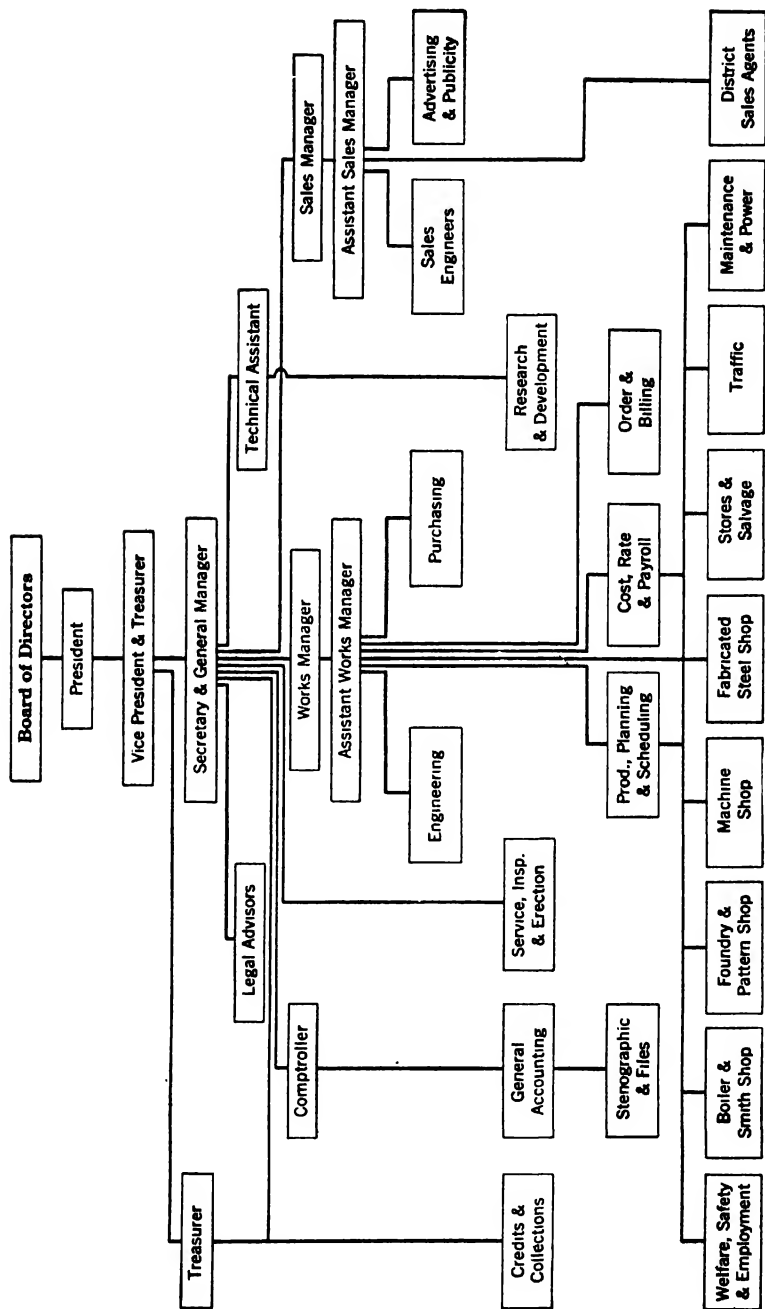 Board of Directors
President
Vice President & Treasurer
Treasurer
Secretary & General Manager
Legal Advisors
Technical Assistant
Comptroller
Works Manager
Sales Manager
Assistant Works Manager
Assistant Sales Manager
Engineering
Purchasing
Sales
Engineers
Advertising
& Publicity
Credits &
Collections
General
Accounting
Service, Insp.
& Erection
Research
& Development
Stenographic
& Files
Prod., Planning
& Scheduling
Cost, Rate
& Payroll
Order &
Billing
Welfare, Safety
& Employment
Boiler &
Smith Shop
Foundry &
Pattern Shop
Machine
Shop
Fabricated
Steel Shop
Stores &
Salvage
Traffic
Maintenance
& Power
District
Sales Agents